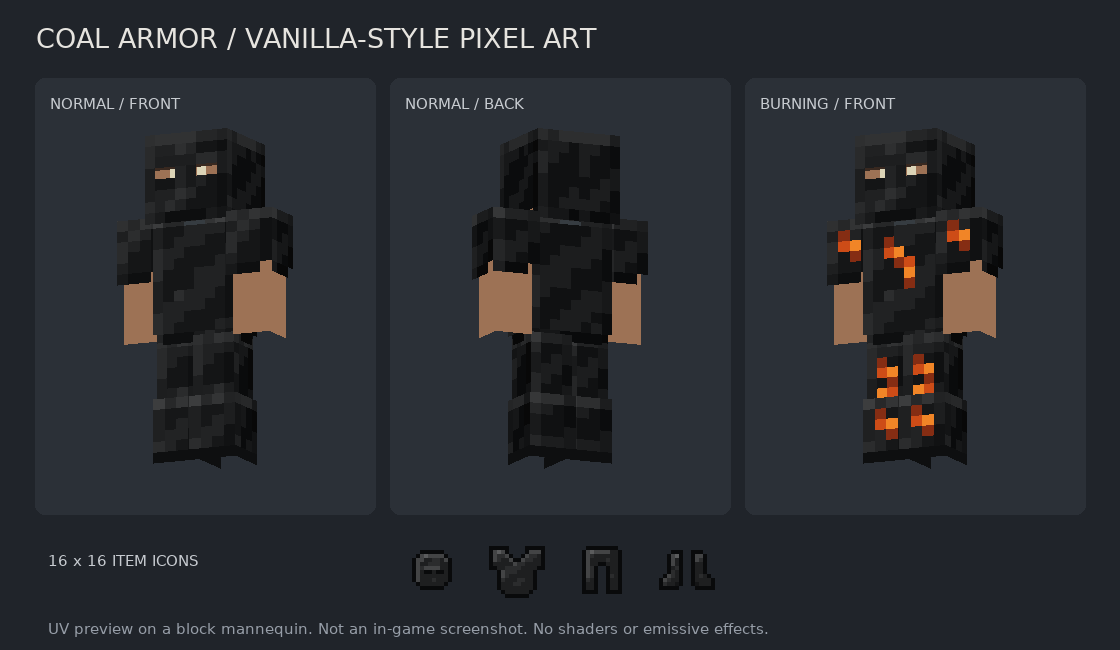 COAL ARMOR / VANILLA-STYLE PIXEL ART
NORMAL / FRONT
NORMAL / BACK
BURNING / FRONT
16 x 16 ITEM ICONS
UV preview on a block mannequin. Not an in-game screenshot. No shaders or emissive effects.